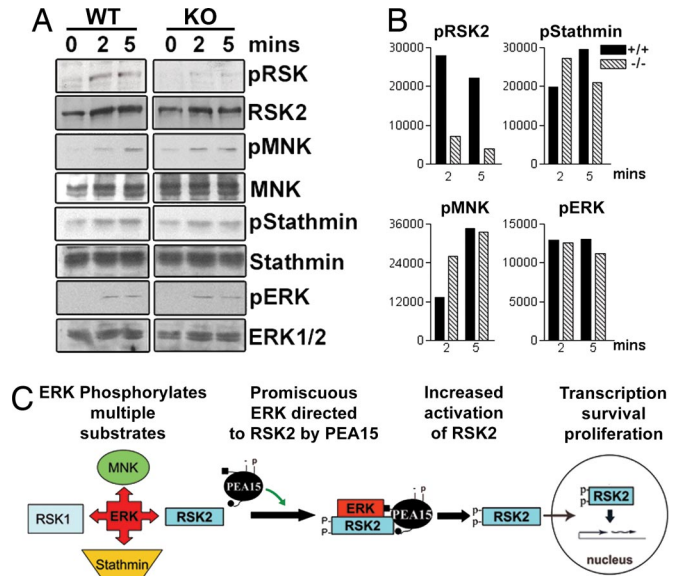 A
WT KO
0 2 5 0 2 5 mins
pRSK
RSK2
pMNK
MNK
pStathmin
Stathmin
pERK
ERK1/2
B
pRSK2
30000
20000
10000
0
2 5
pStathmin
+/+
-/-
30000
20000
10000
0
2 5 mins
pMNK
36000
24000
12000
0
2 5
pERK
15000
10000
5000
0
2 5 mins
C
ERK Phosphorylates
multiple
substrates
MNK
RSK1 ERK RSK2
Stathmin
Promiscuous
ERK directed
to RSK2 by PEA15
- P
PEA15
Increased
activation
of RSK2
ERK
P-
P-
RSK2
- P
PEA15
p-
p-
RSK2
Transcription
survival
proliferation
p-
p-
RSK2
nucleus